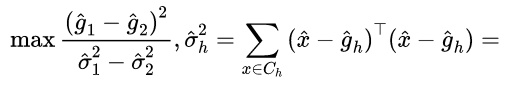 max (ĝ₁ − ĝ₂)² / σ̂₁² − σ̂₂² , σ̂ₕ² = ∑ x∈Cₕ (x̂ − ĝₕ)ᵀ (x̂ − ĝₕ) =